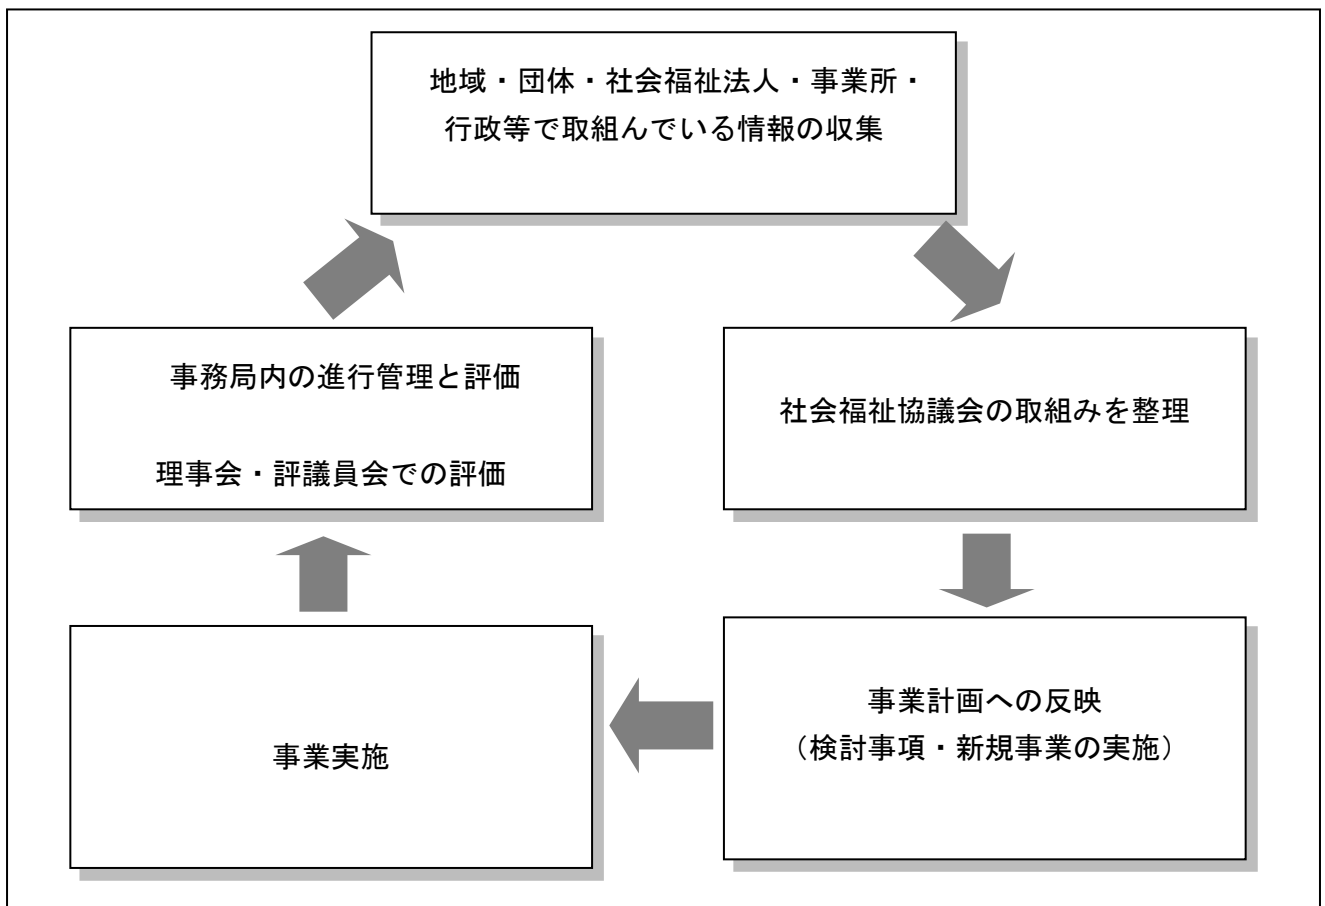 地域・団体・社会福祉法人・事業所・
行政等で取組んでいる情報の収集
社会福祉協議会の取組みを整理
事業計画への反映
（検討事項・新規事業の実施）
事業実施
事務局内の進行管理と評価
理事会・評議員会での評価